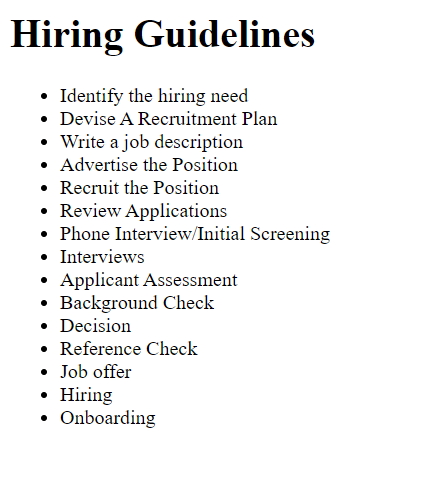 Hiring Guidelines
• Identify the hiring need
• Devise A Recruitment Plan
• Write a job description
• Advertise the Position
• Recruit the Position
• Review Applications
• Phone Interview/Initial Screening
• Interviews
• Applicant Assessment
• Background Check
• Decision
• Reference Check
• Job offer
• Hiring
• Onboarding